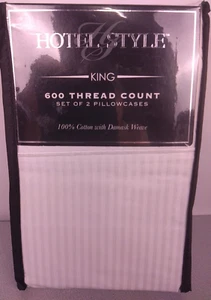 HOTEL STYLE
KING
600 THREAD COUNT
SET OF 2 PILLOWCASES
100% Cotton with Damask Weave